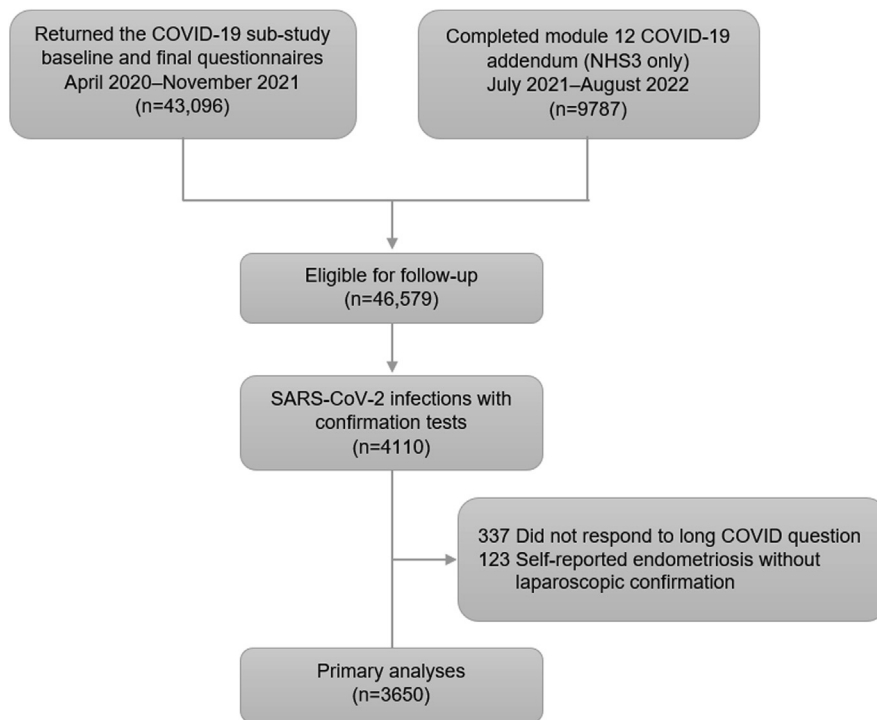 Returned the COVID-19 sub-study
baseline and final questionnaires
April 2020–November 2021
(n=43,096)
Completed module 12 COVID-19
addendum (NHS3 only)
July 2021–August 2022
(n=9787)
Eligible for follow-up
(n=46,579)
SARS-CoV-2 infections with
confirmation tests
(n=4110)
337 Did not respond to long COVID question
123 Self-reported endometriosis without
laparoscopic confirmation
Primary analyses
(n=3650)